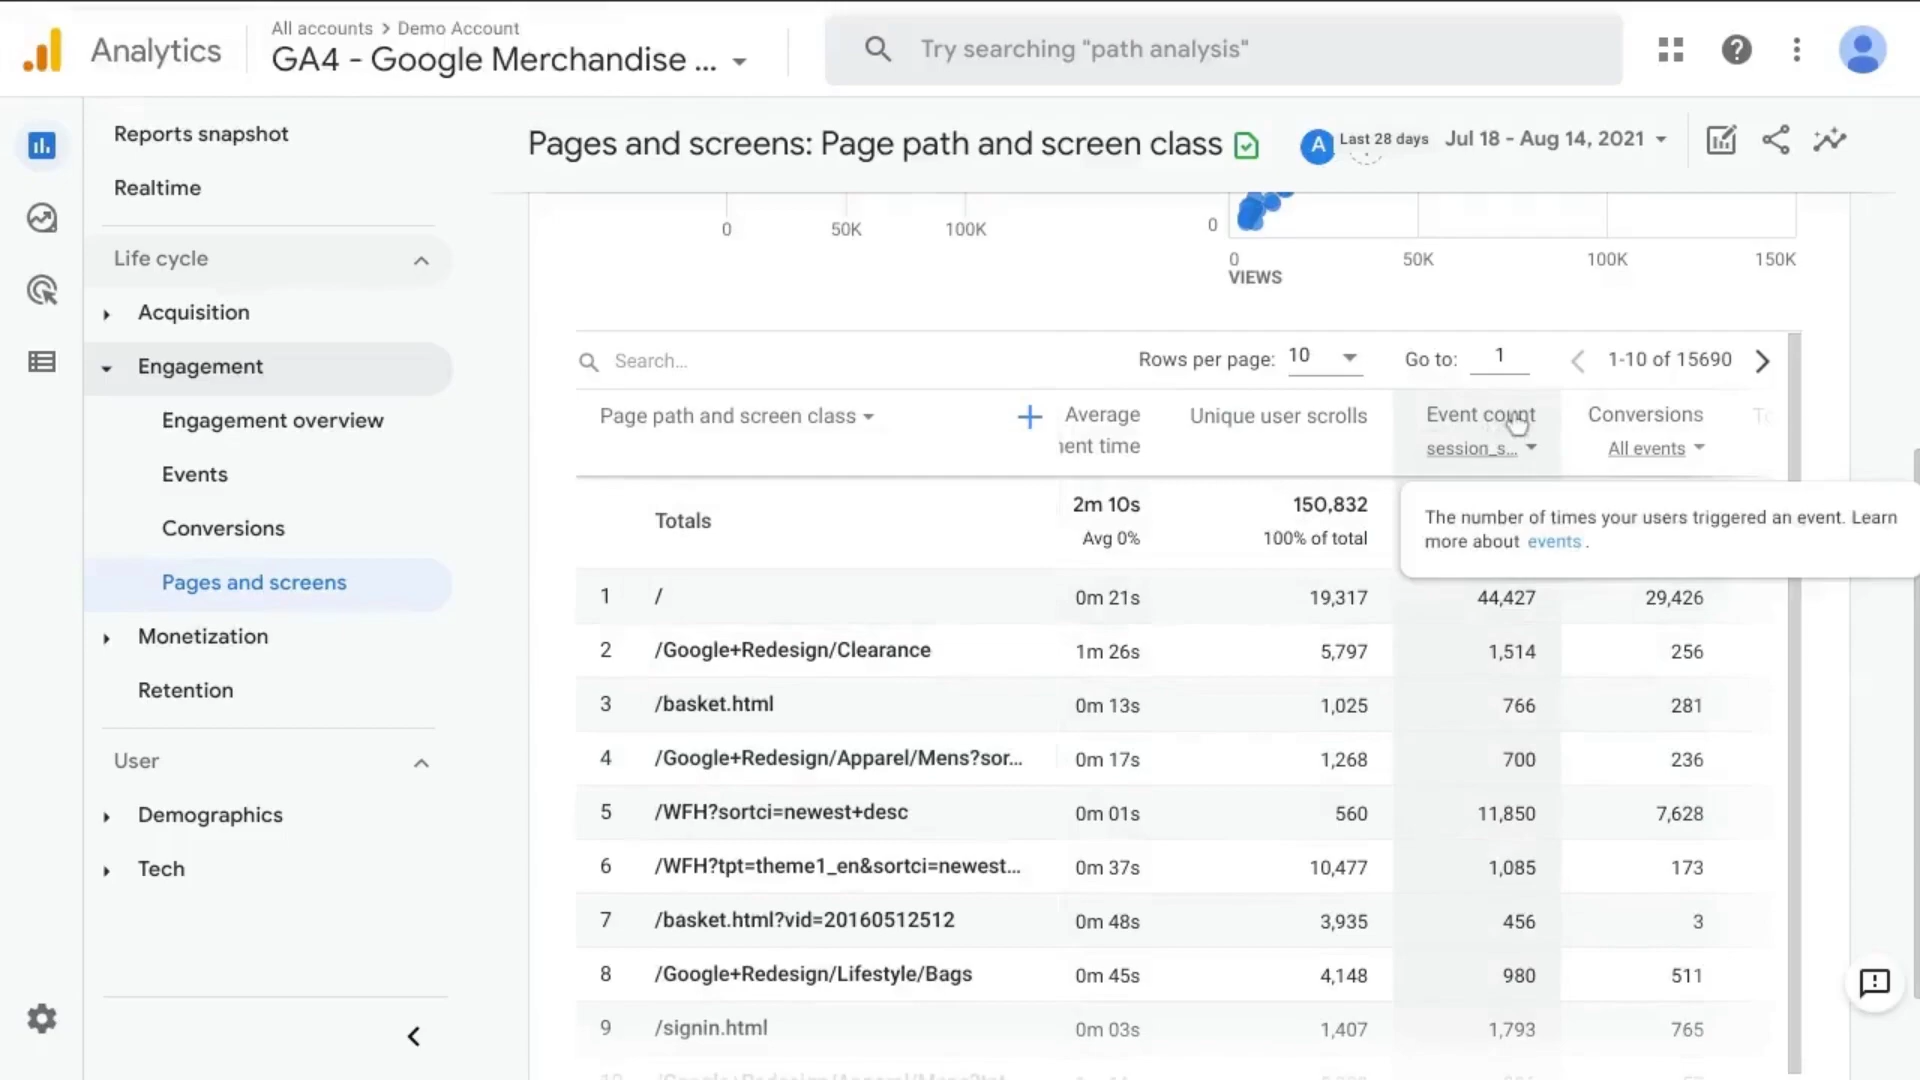 Analytics
All accounts > Demo Account
GA4 - Google Merchandise ...
Try searching "path analysis"
Reports snapshot
Realtime
Life cycle
Acquisition
Engagement
Engagement overview
Events
Conversions
Pages and screens
Monetization
Retention
User
Demographics
Tech
Pages and screens: Page path and screen class
A
Last 28 days
Jul 18 - Aug 14, 2021
0
50K
100K
0
0
50K
100K
150K
VIEWS
Search...
Rows per page: 10
Go to: 1
1-10 of 15690
Page path and screen class
+
Average
ent time
Unique user scrolls
Event count
session_s...
Conversions
All events
Totals
2m 10s
Avg 0%
150,832
100% of total
The number of times your users triggered an event. Learn
more about events .
1 / 0m 21s 19,317 44,427 29,426
2 /Google+Redesign/Clearance 1m 26s 5,797 1,514 256
3 /basket.html 0m 13s 1,025 766 281
4 /Google+Redesign/Apparel/Mens?sor... 0m 17s 1,268 700 236
5 /WFH?sortci=newest+desc 0m 01s 560 11,850 7,628
6 /WFH?tpt=theme1_en&sortci=newest... 0m 37s 10,477 1,085 173
7 /basket.html?vid=20160512512 0m 48s 3,935 456 3
8 /Google+Redesign/Lifestyle/Bags 0m 45s 4,148 980 511
9 /signin.html 0m 03s 1,407 1,793 765